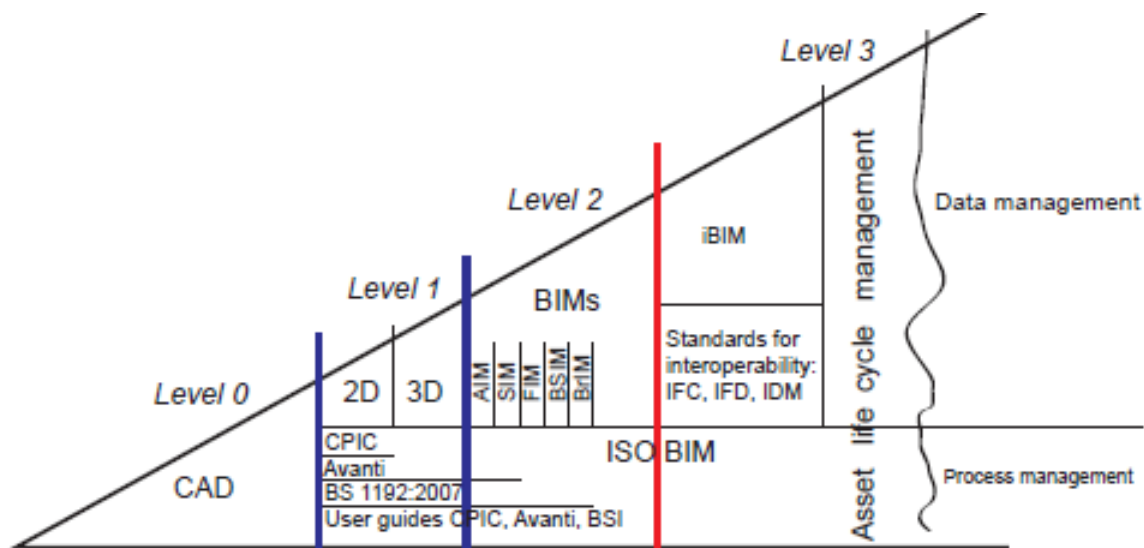 Level 3
Level 2
Level 1
Level 0
Data management
iBIM
BIMs
Standards for
interoperability:
IFC, IFD, IDM
2D
3D
AIM
SIM
FIM
BSIM
BrIM
Asset life cycle management
CPIC
Avanti
BS 1192:2007
User guides CPIC, Avanti, BSI
CAD
ISO BIM
Process management